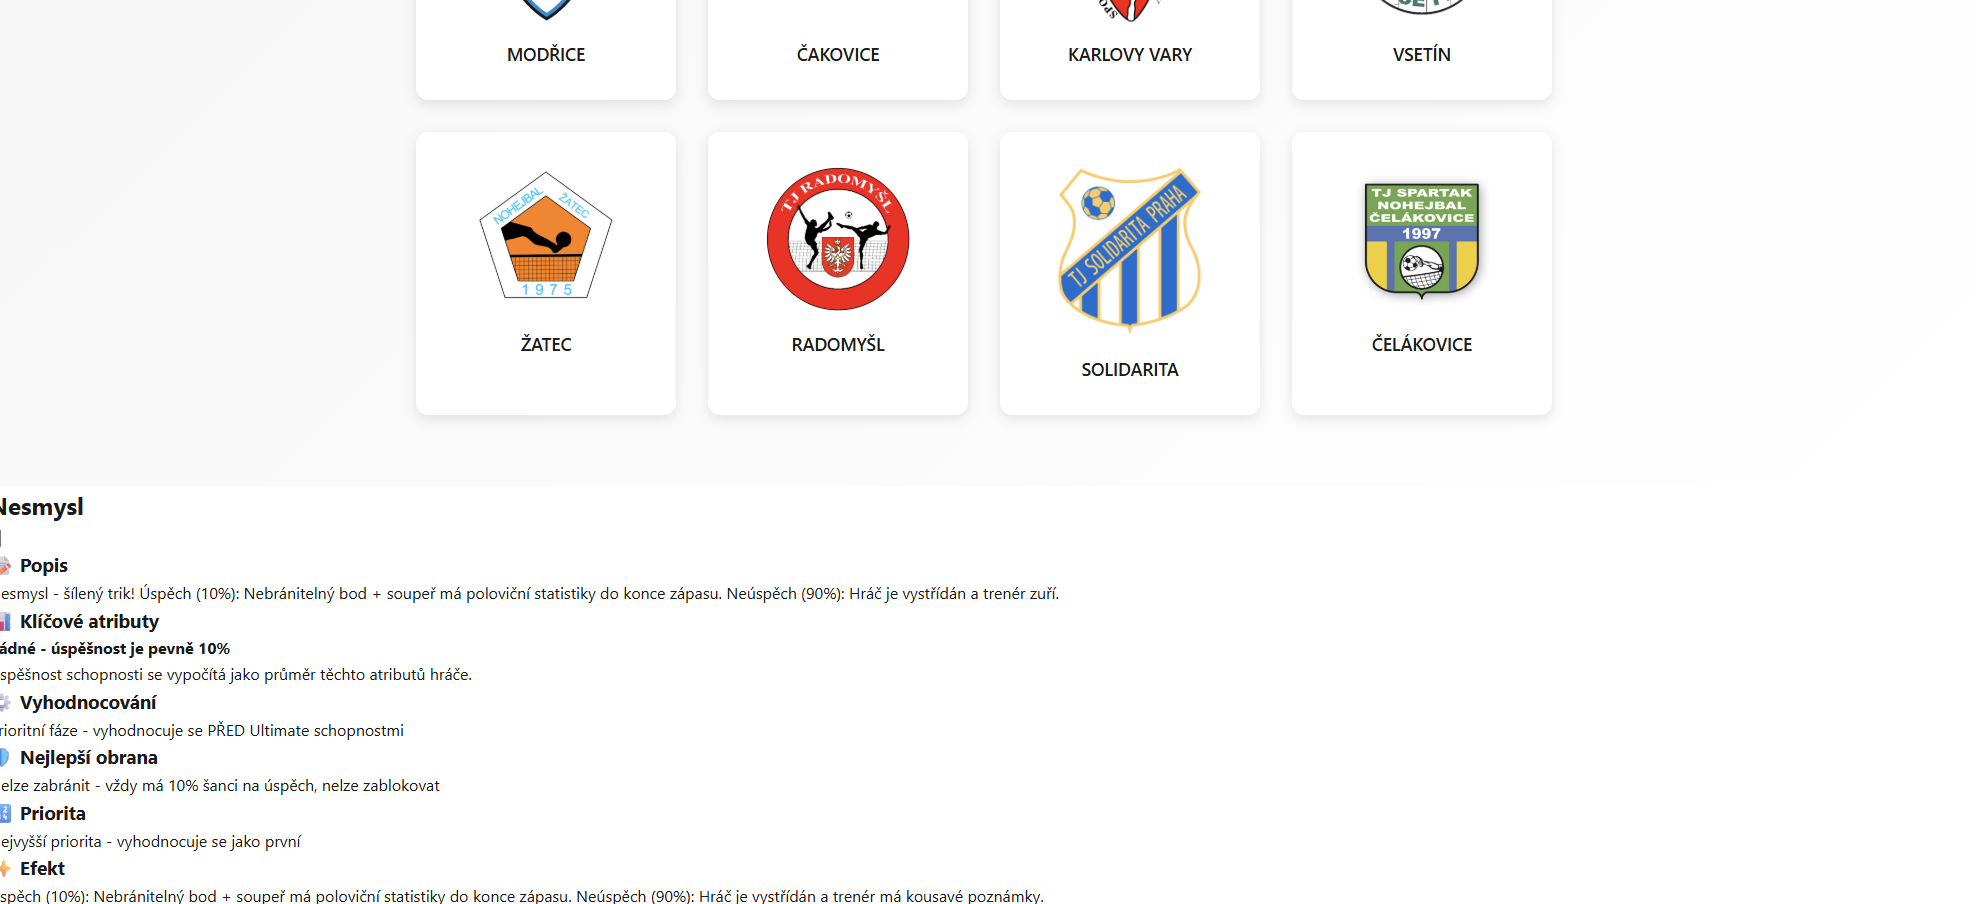 SPO
SETÍ
MODŘICE
ČAKOVICE
KARLOVY VARY
VSETÍN
NOHEJBAL ŽATEC
1975
ŽATEC
TJ RADOMYŠL
RADOMYŠL
TJ SOLIDARITA PRAHA
SOLIDARITA
TJ SPARTAK
NOHEJBAL
ČELÁKOVICE
1997
ČELÁKOVICE
Nesmysl
Popis
esmysl - šílený trik! Úspěch (10%): Nebránitelný bod + soupeř má poloviční statistiky do konce zápasu. Neúspěch (90%): Hráč je vystřídán a trenér zuří.
Klíčové atributy
ádné - úspěšnost je pevně 10%
spěšnost schopnosti se vypočítá jako průměr těchto atributů hráče.
Vyhodnocování
rioritní fáze - vyhodnocuje se PŘED Ultimate schopnostmi
Nejlepší obrana
elze zabránit - vždy má 10% šanci na úspěch, nelze zablokovat
Priorita
ejvyšší priorita - vyhodnocuje se jako první
Efekt
spěch (10%): Nebránitelný bod + soupeř má poloviční statistiky do konce zápasu. Neúspěch (90%): Hráč je vystřídán a trenér má kousavé poznámky.